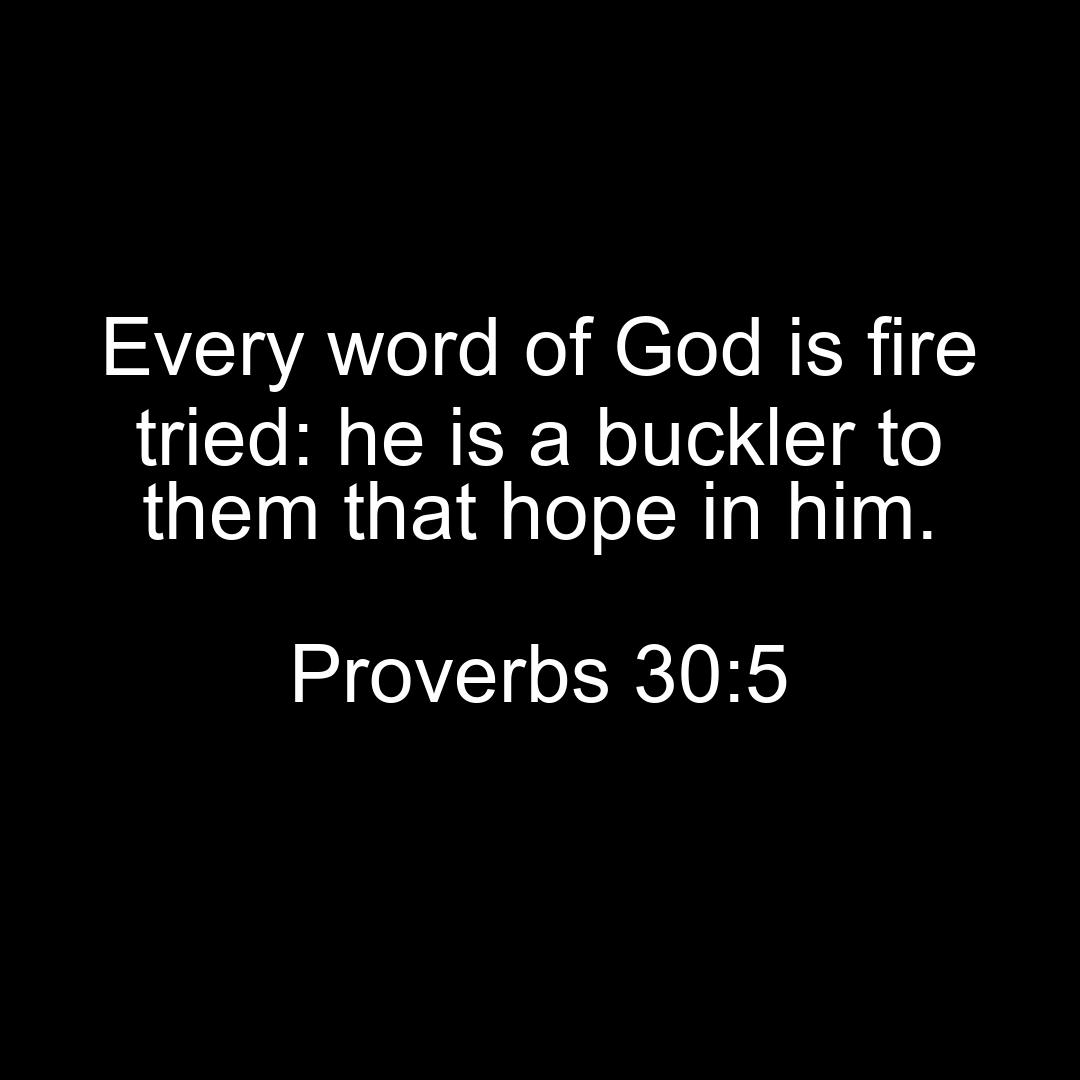 Every word of God is fire
tried: he is a buckler to
them that hope in him.
Proverbs 30:5